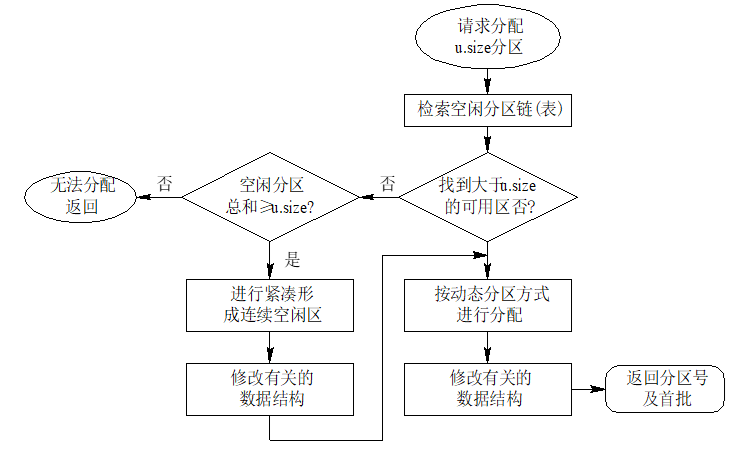 请求分配
u.size分区
检索空闲分区链(表)
找到大于u.size
的可用区否?
否
空闲分区
总和≥u.size?
否
无法分配
返回
是
进行紧凑形
成连续空闲区
修改有关的
数据结构
按动态分区方式
进行分配
修改有关的
数据结构
返回分区号
及首批